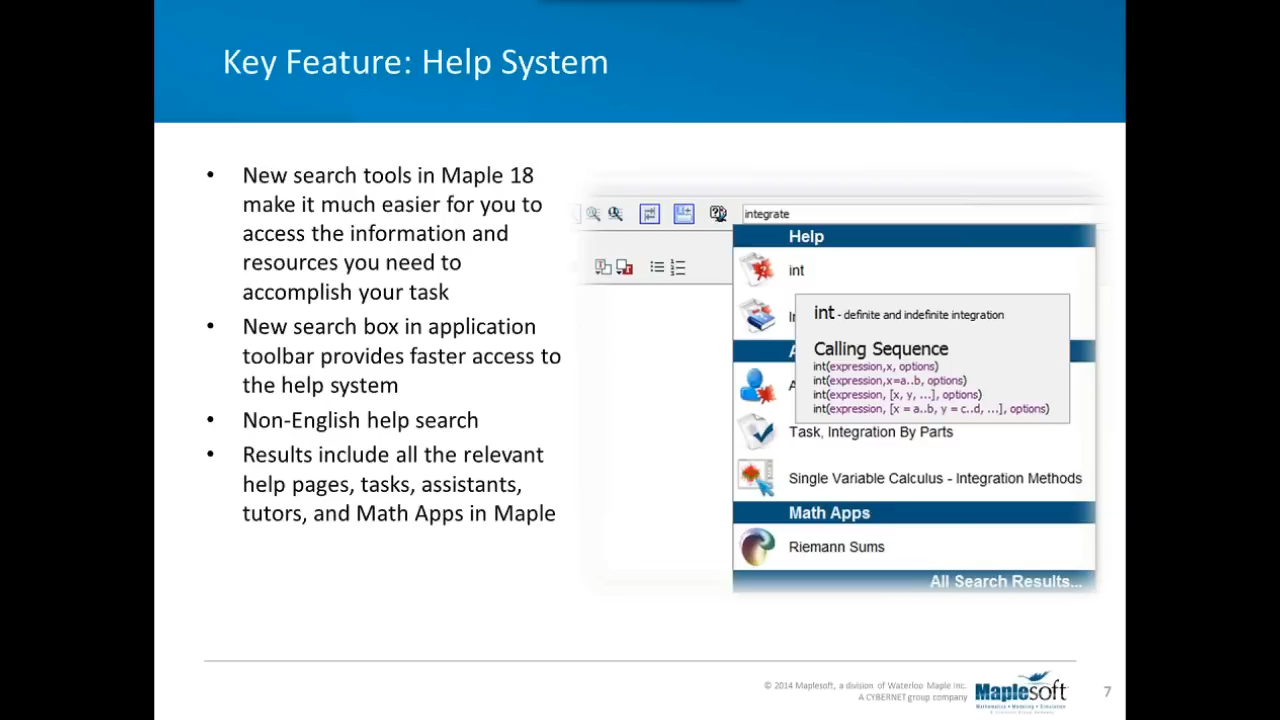 Key Feature: Help System
• New search tools in Maple 18
make it much easier for you to
access the information and
resources you need to
accomplish your task
• New search box in application
toolbar provides faster access to
the help system
• Non-English help search
• Results include all the relevant
help pages, tasks, assistants,
tutors, and Math Apps in Maple
integrate
Help
int
int - definite and indefinite integration
Calling Sequence
int(expression,x, options)
int(expression,x=a..b, options)
int(expression, [x, y, ...], options)
int(expression, [x = a..b, y = c..d, ...], options)
Task, Integration By Parts
Single Variable Calculus - Integration Methods
Math Apps
Riemann Sums
All Search Results...
© 2014 Maplesoft, a division of Waterloo Maple Inc.
A CYBERNET group company
Maplesoft
Mathematics • Modeling • Simulation
7